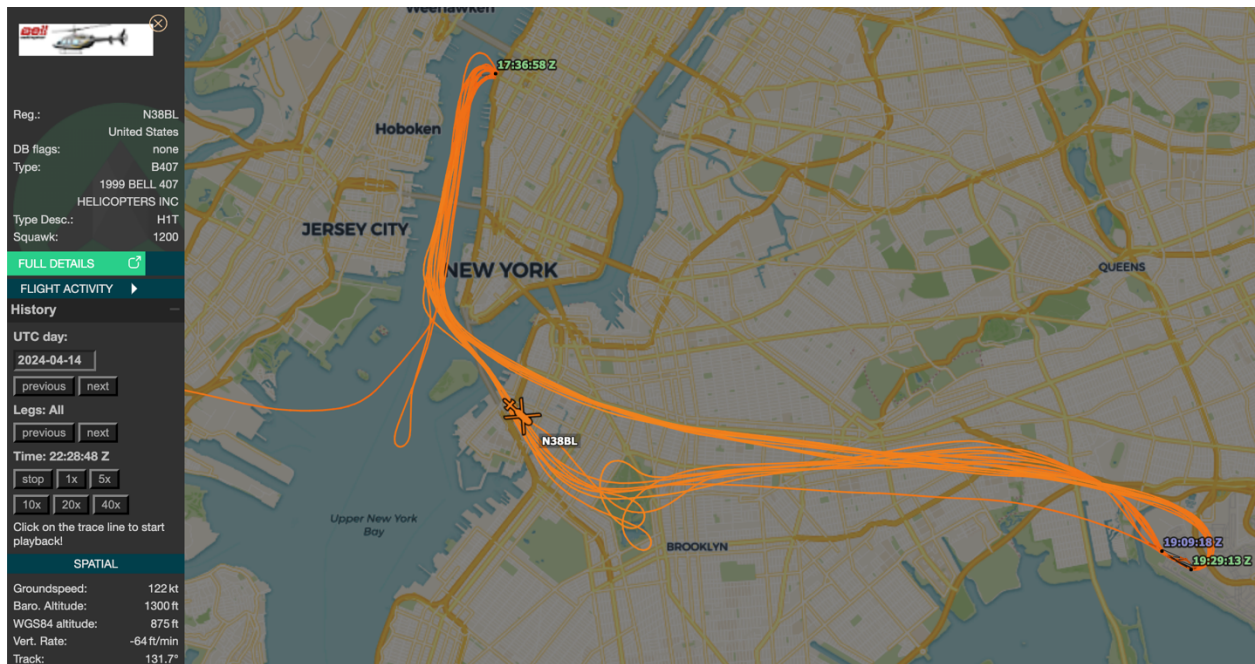 Bell
Reg.: N38BL
United States
DB flags: none
Type: B407
1999 BELL 407
HELICOPTERS INC
Type Desc.: H1T
Squawk: 1200
FULL DETAILS
FLIGHT ACTIVITY
History
UTC day:
2024-04-14
previous next
Legs: All
previous next
Time: 22:28:48 Z
stop 1x 5x
10x 20x 40x
Click on the trace line to start
playback!
SPATIAL
Groundspeed: 122 kt
Baro. Altitude: 1300 ft
WGS84 altitude: 875 ft
Vert. Rate: -64 ft/min
Track: 131.7°
Weehawken
17:36:58 Z
Hoboken
JERSEY CITY
NEW YORK
QUEENS
N38BL
Upper New York
Bay
BROOKLYN
19:09:18 Z
19:29:13 Z